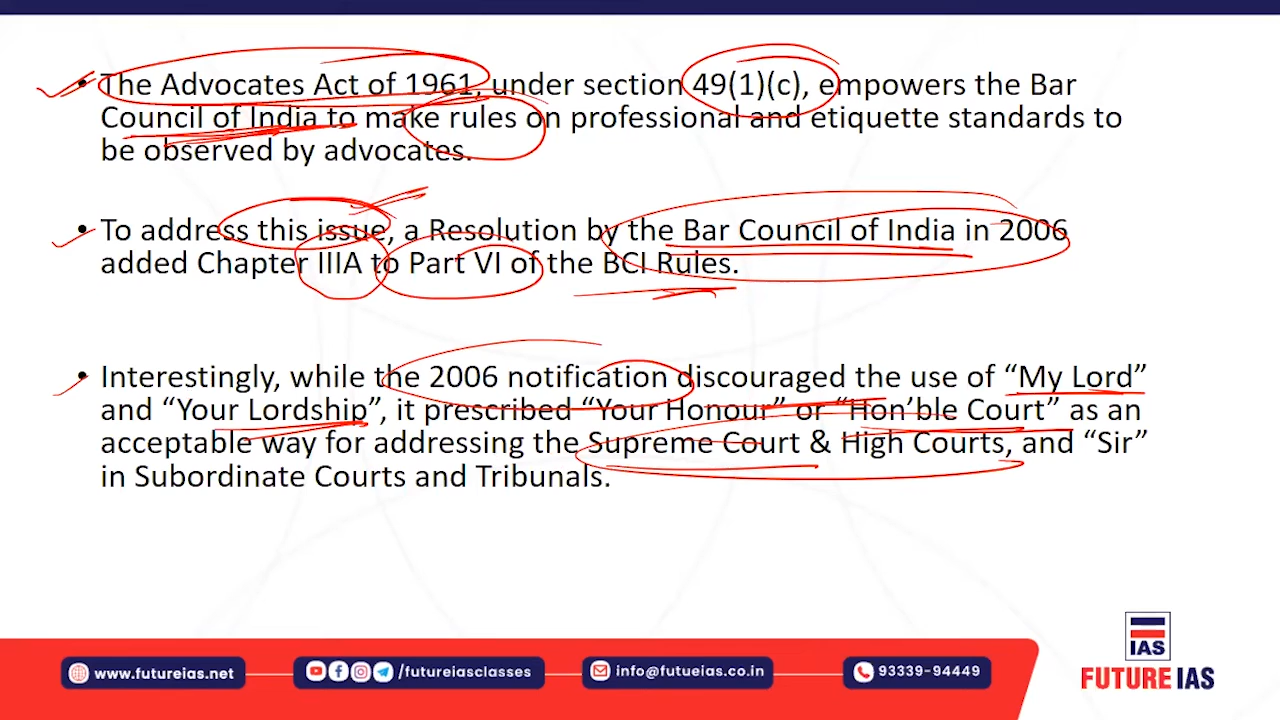 • The Advocates Act of 1961, under section 49(1)(c), empowers the Bar
Council of India to make rules on professional and etiquette standards to
be observed by advocates.
• To address this issue, a Resolution by the Bar Council of India in 2006
added Chapter IIIA to Part VI of the BCI Rules.
• Interestingly, while the 2006 notification discouraged the use of “My Lord”
and “Your Lordship”, it prescribed “Your Honour” or “Hon’ble Court” as an
acceptable way for addressing the Supreme Court & High Courts, and “Sir”
in Subordinate Courts and Tribunals.
IAS
FUTURE IAS
www.futureias.net
/futureiasclasses
info@futueias.co.in
93339-94449